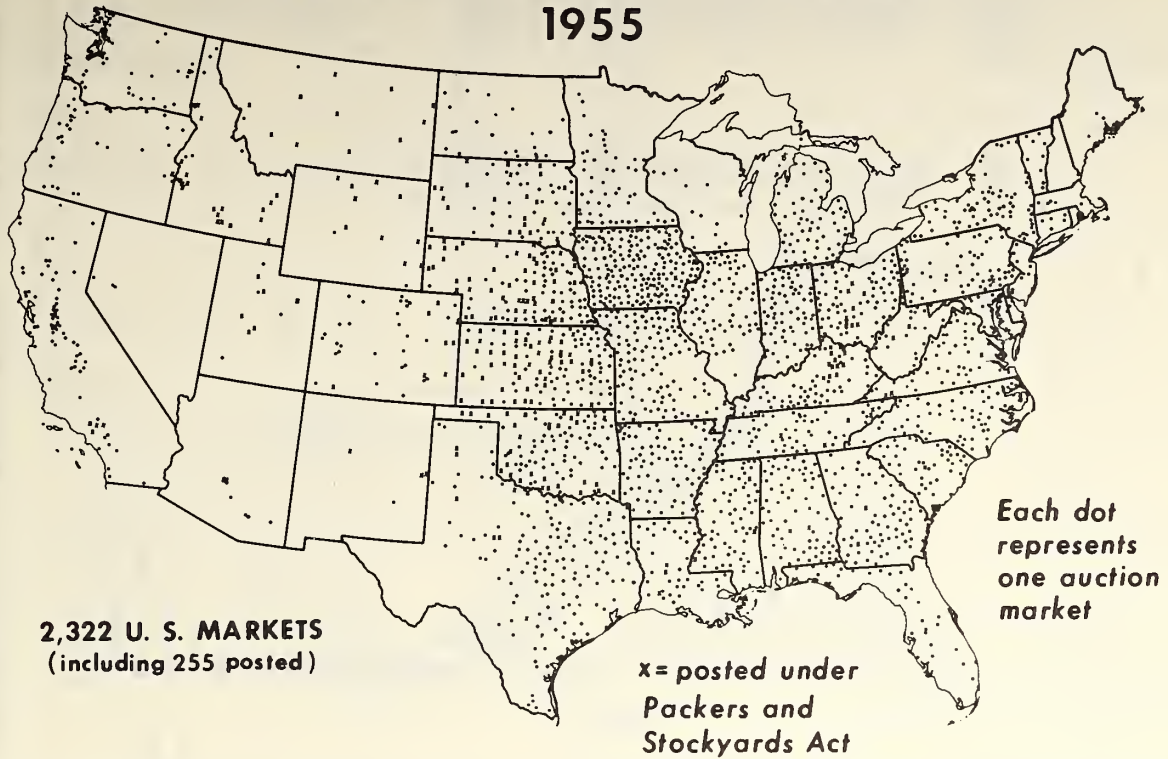 1955
Each dot
represents
one auction
market
2,322 U. S. MARKETS
(including 255 posted)
x= posted under
Packers and
Stockyards Act